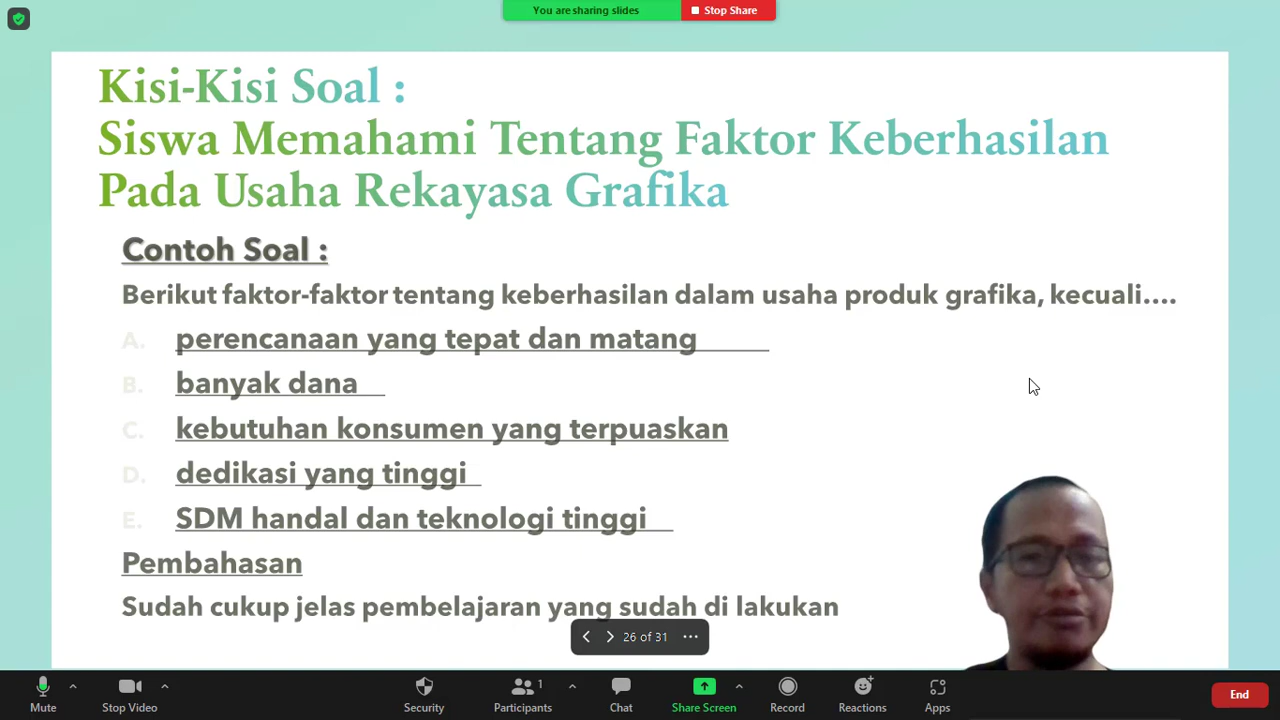 You are sharing slides
Stop Share
Kisi-Kisi Soal :
Siswa Memahami Tentang Faktor Keberhasilan
Pada Usaha Rekayasa Grafika
Contoh Soal :
Berikut faktor-faktor tentang keberhasilan dalam usaha produk grafika, kecuali....
A. perencanaan yang tepat dan matang
B. banyak dana
C. kebutuhan konsumen yang terpuaskan
D. dedikasi yang tinggi
E. SDM handal dan teknologi tinggi
Pembahasan
Sudah cukup jelas pembelajaran yang sudah di lakukan
26 of 31
Mute
Stop Video
Security
1
Participants
Chat
Share Screen
Record
Reactions
Apps
End